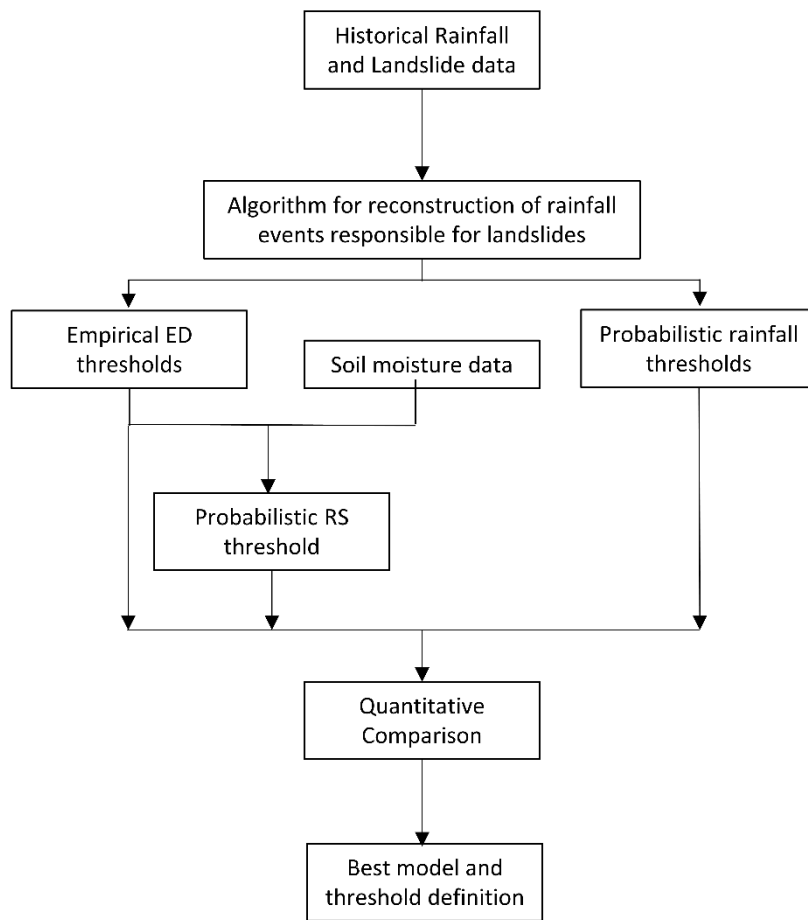 Historical Rainfall
and Landslide data
Algorithm for reconstruction of rainfall
events responsible for landslides
Empirical ED
thresholds
Soil moisture data
Probabilistic rainfall
thresholds
Probabilistic RS
threshold
Quantitative
Comparison
Best model and
threshold definition